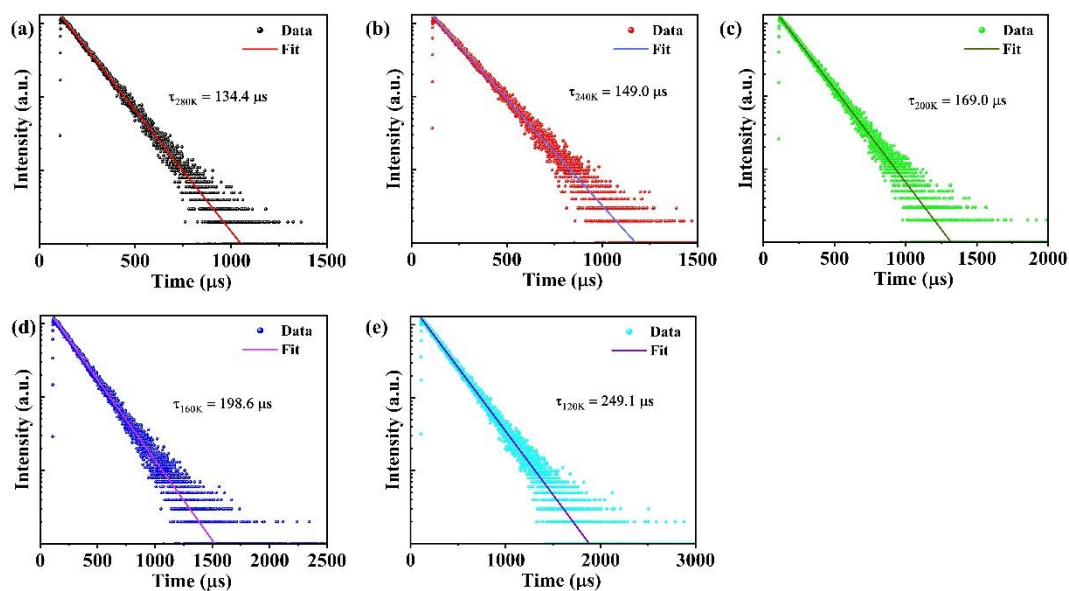 (a)
Data
Fit
τ280K = 134.4 μs
Intensity (a.u.)
0 500 1000 1500
Time (μs)
(b)
Data
Fit
τ240K = 149.0 μs
Intensity (a.u.)
0 500 1000 1500
Time (μs)
(c)
Data
Fit
τ200K = 169.0 μs
Intensity (a.u.)
0 500 1000 1500 2000
Time (μs)
(d)
Data
Fit
τ160K = 198.6 μs
Intensity (a.u.)
0 500 1000 1500 2000 2500
Time (μs)
(e)
Data
Fit
τ120K = 249.1 μs
Intensity (a.u.)
0 1000 2000 3000
Time (μs)